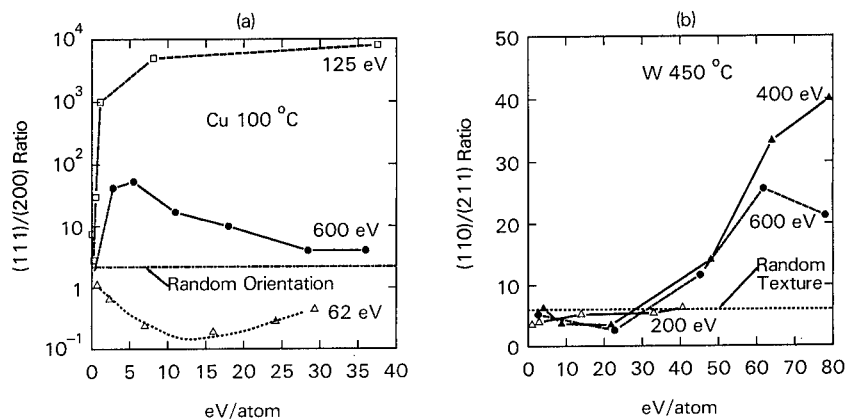 (a)
(111)/(200) Ratio
10⁴
10³
10²
10
1
10⁻¹
125 eV
Cu 100 °C
600 eV
Random Orientation
62 eV
0 5 10 15 20 25 30 35 40
eV/atom
(b)
(110)/(211) Ratio
50
40
30
20
10
0
W 450 °C
400 eV
600 eV
Random
Texture
200 eV
0 10 20 30 40 50 60 70 80
eV/atom